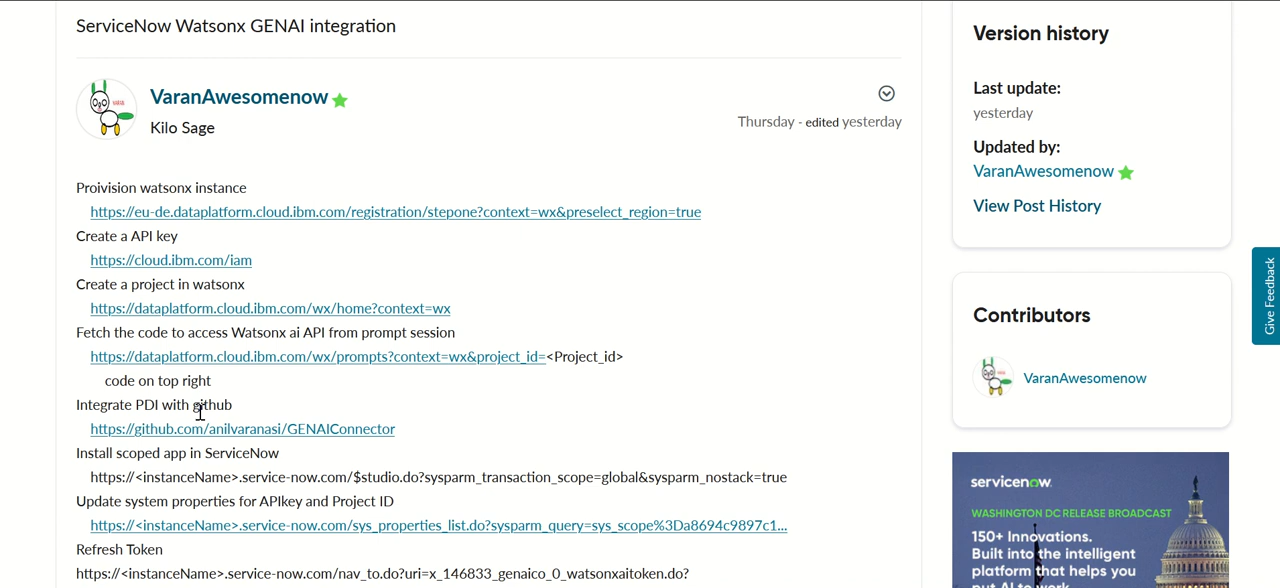 ServiceNow Watsonx GENAI integration
VaranAwesomenow
Kilo Sage
Thursday - edited yesterday
Proivision watsonx instance
https://eu-de.dataplatform.cloud.ibm.com/registration/stepone?context=wx&preselect_region=true
Create a API key
https://cloud.ibm.com/iam
Create a project in watsonx
https://dataplatform.cloud.ibm.com/wx/home?context=wx
Fetch the code to access Watsonx ai API from prompt session
https://dataplatform.cloud.ibm.com/wx/prompts?context=wx&project_id=<Project_id>
code on top right
Integrate PDI with github
https://github.com/anilvaranasi/GENAIConnector
Install scoped app in ServiceNow
https://<instanceName>.service-now.com/$studio.do?sysparm_transaction_scope=global&sysparm_nostack=true
Update system properties for APIkey and Project ID
https://<instanceName>.service-now.com/sys_properties_list.do?sysparm_query=sys_scope%3Da8694c9897c1...
Refresh Token
https://<instanceName>.service-now.com/nav_to.do?uri=x_146833_genaico_0_watsonxaitoken.do?
Version history
Last update:
yesterday
Updated by:
VaranAwesomenow
View Post History
Contributors
VaranAwesomenow
servicenow
WASHINGTON DC RELEASE BROADCAST
150+ Innovations.
Built into the intelligent
platform that helps you
put AI to work
Give Feedback